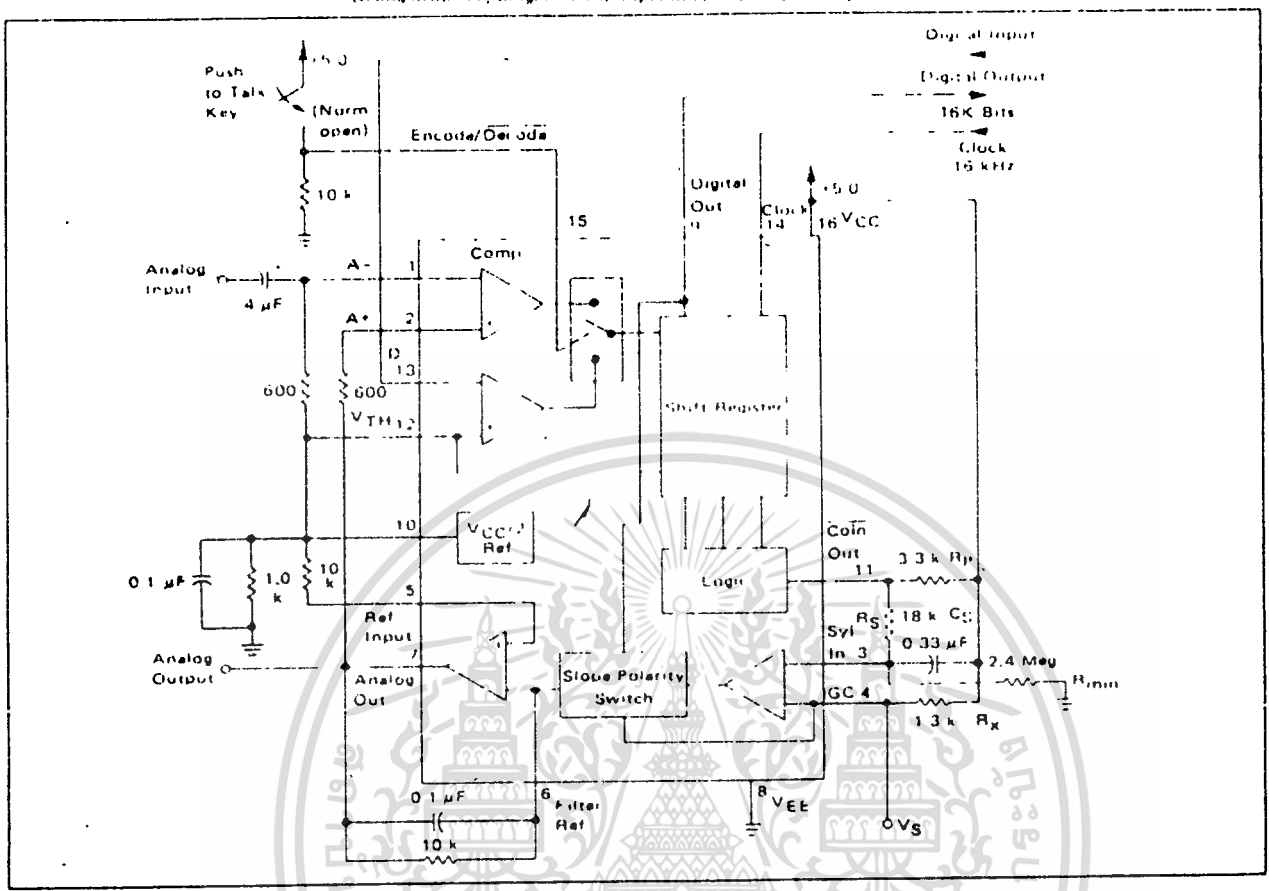 Digital Input
Digital Output
16K Bits
Clock
16 kHz
+5.0
Push
to Talk
Key
(Norm
open)
Encode/Decode
10 k
Digital
Out
9
Clock
14
+5.0
16 VCC
15
Analog
Input
4 µF
A-
1
Comp
A+
2
D
13
600
600
VTH 12
Shift Register
10
VCC/2
Ref
0.1 µF
1.0
k
10
k
5
Ref
Input
Logic
Coin
Out
11
3.3 k RP
RS
18 k
CS
0.33 µF
Syl
In 3
2.4 Meg
Rmin
Analog
Output
7
Analog
Out
Slope Polarity
Switch
GC 4
1.3 k
Rx
0.1 µF
10 k
6
Filter
Ref
8 VEE
VS